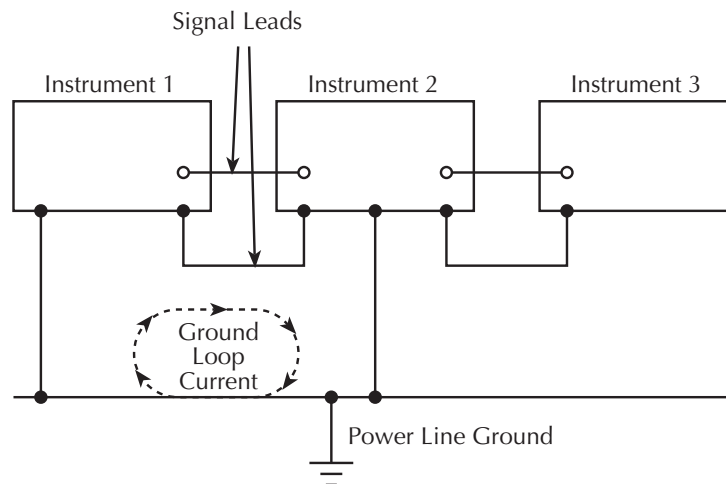 Signal Leads
Instrument 1
Instrument 2
Instrument 3
Ground
Loop
Current
Power Line Ground